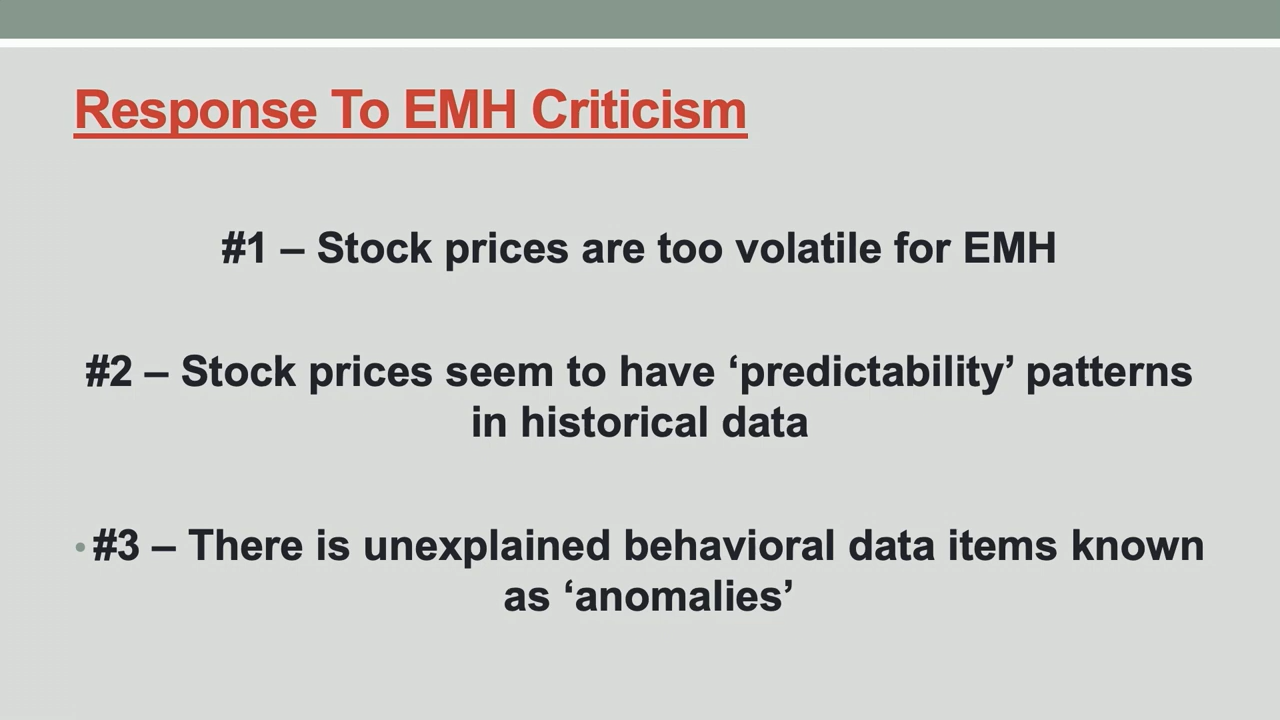 Response To EMH Criticism
#1 – Stock prices are too volatile for EMH
#2 – Stock prices seem to have ‘predictability’ patterns
in historical data
• #3 – There is unexplained behavioral data items known
as ‘anomalies’